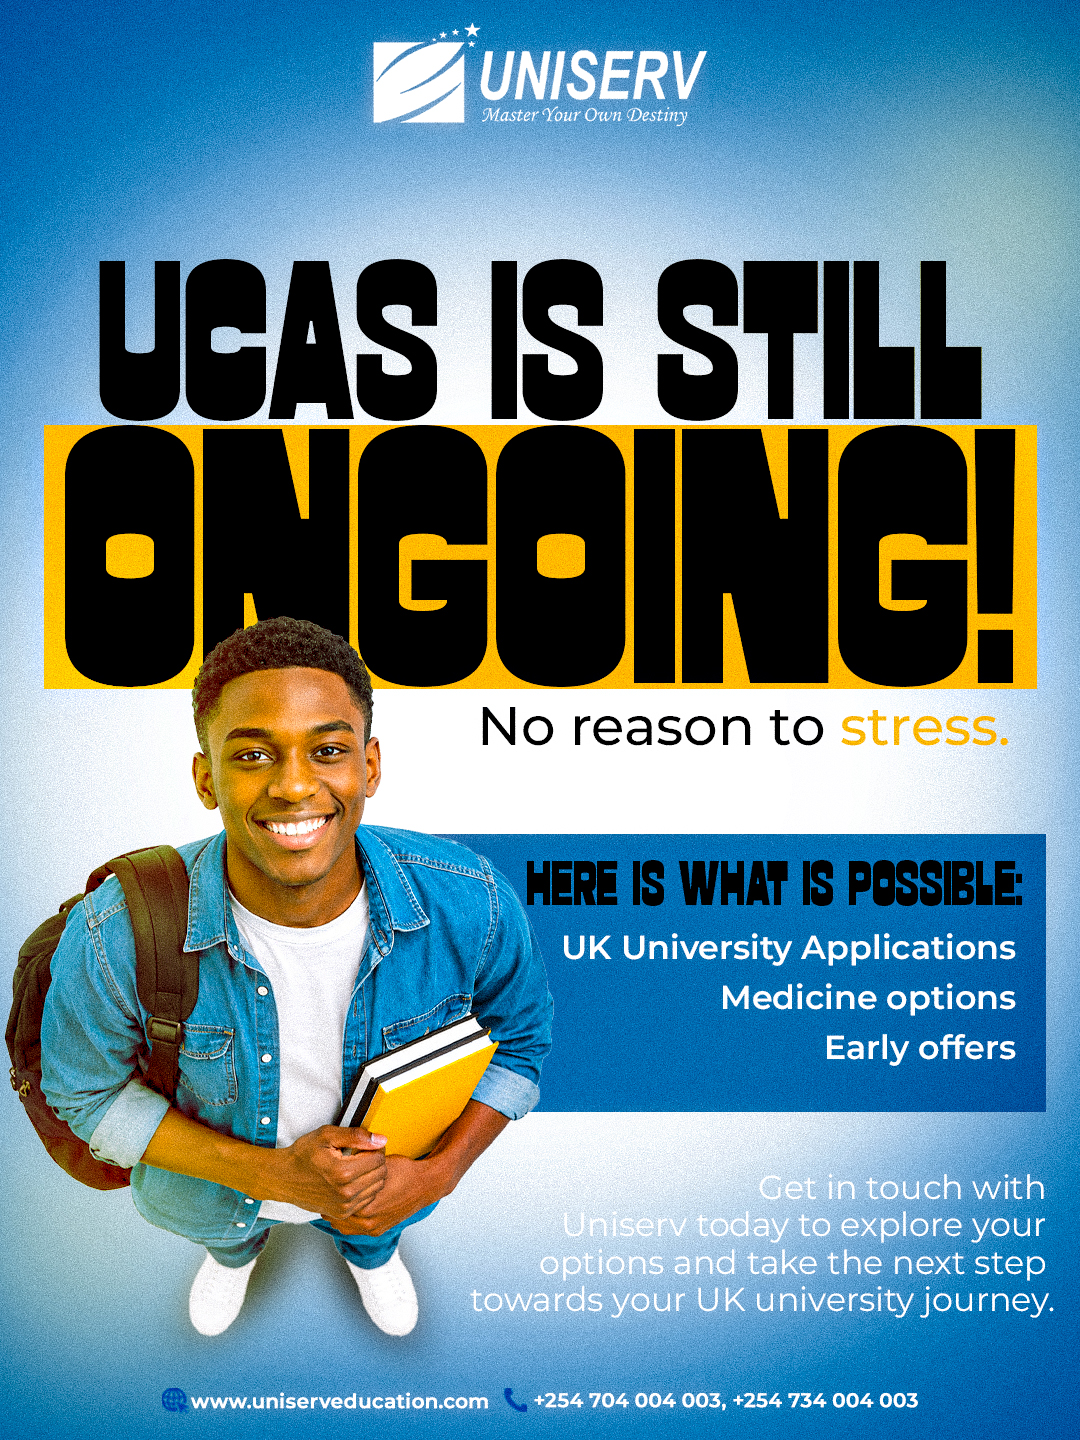 UNISERV
Master Your Own Destiny
UCAS IS STILL
ONGOING!
No reason to stress.
HERE IS WHAT IS POSSIBLE:
UK University Applications
Medicine options
Early offers
Get in touch with
Uniserv today to explore your
options and take the next step
towards your UK university journey.
www.uniserveducation.com +254 704 004 003, +254 734 004 003